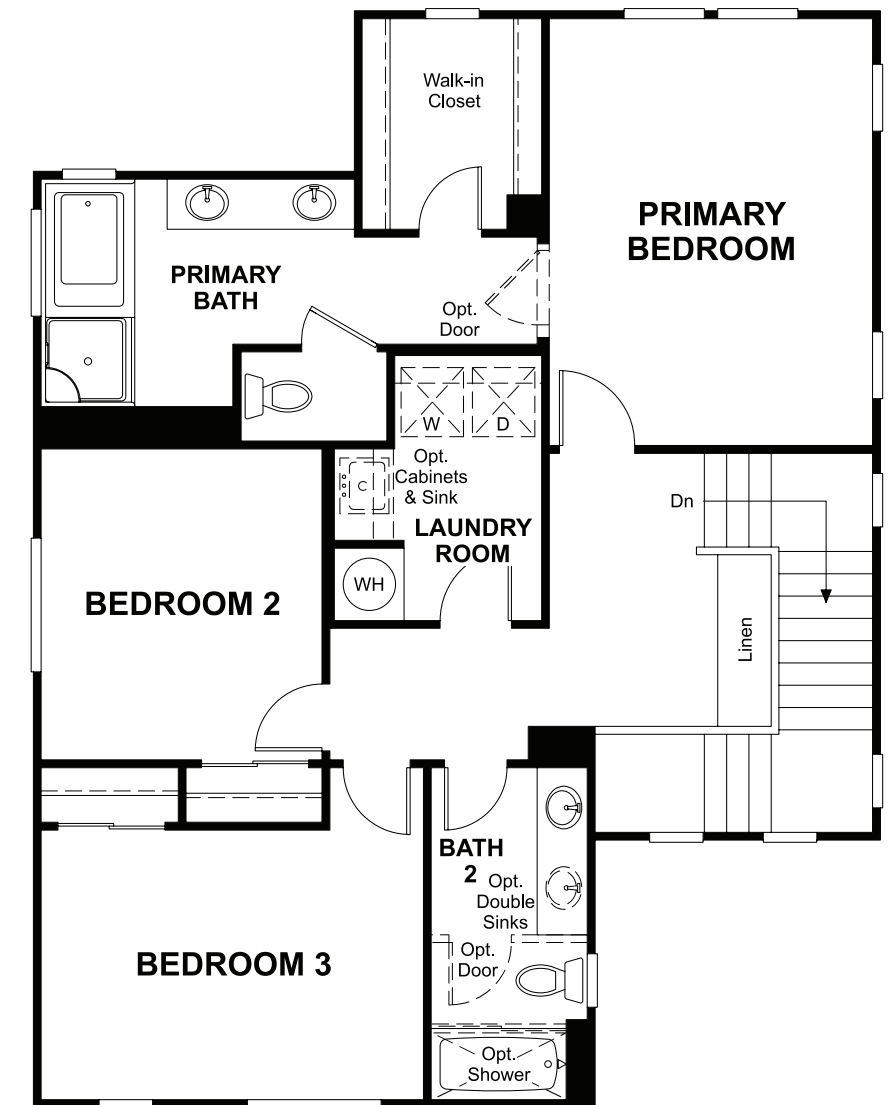 Walk-in
Closet
PRIMARY
BEDROOM
PRIMARY
BATH
Opt.
Door
W
D
Opt.
Cabinets
& Sink
LAUNDRY
ROOM
Dn
WH
BEDROOM 2
Linen
BATH
2
Opt.
Double
Sinks
Opt.
Door
BEDROOM 3
Opt.
Shower